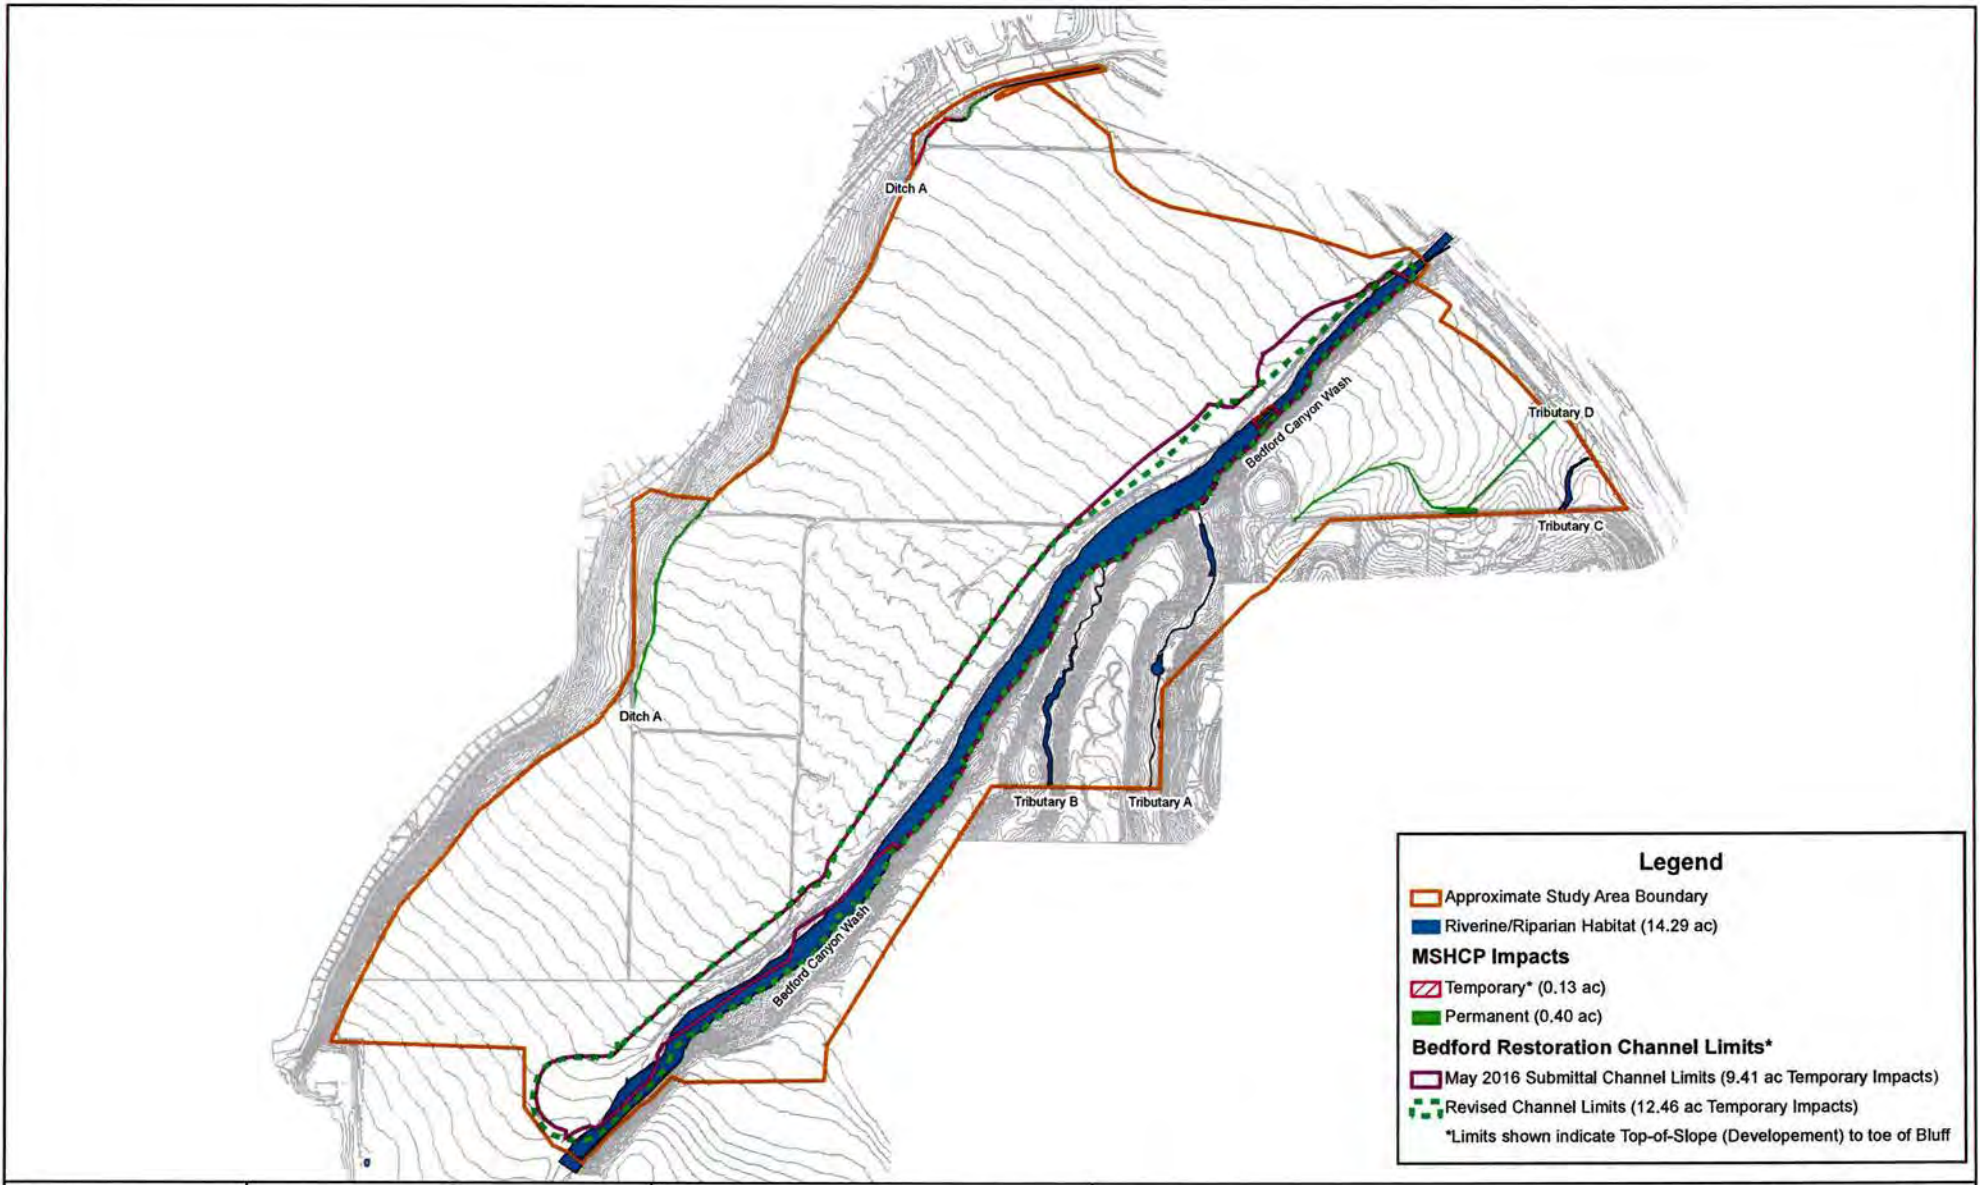 Ditch A
Bedford Canyon Wash
Tributary D
Tributary C
Ditch A
Tributary B
Tributary A
Bedford Canyon Wash
Legend
Approximate Study Area Boundary
Riverine/Riparian Habitat (14.29 ac)
MSHCP Impacts
Temporary* (0.13 ac)
Permanent (0.40 ac)
Bedford Restoration Channel Limits*
May 2016 Submittal Channel Limits (9.41 ac Temporary Impacts)
Revised Channel Limits (12.46 ac Temporary Impacts)
*Limits shown indicate Top-of-Slope (Developement) to toe of Bluff